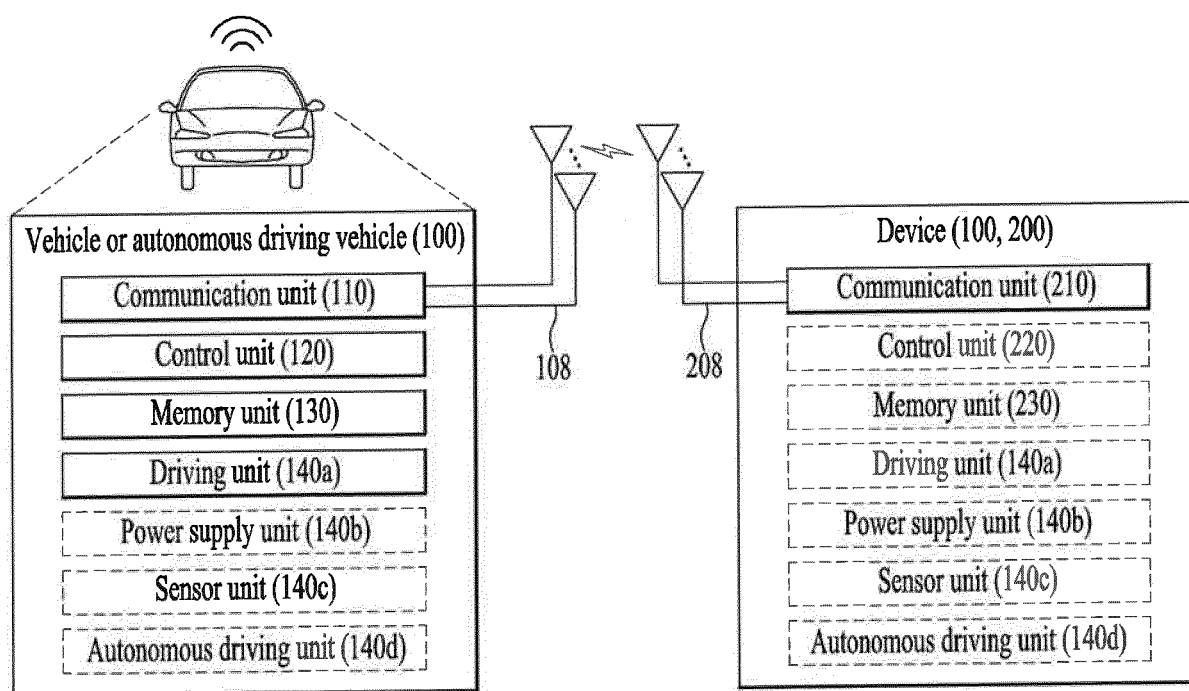 Vehicle or autonomous driving vehicle (100)
Communication unit (110)
Control unit (120)
Memory unit (130)
Driving unit (140a)
Power supply unit (140b)
Sensor unit (140c)
Autonomous driving unit (140d)
108
208
Device (100, 200)
Communication unit (210)
Control unit (220)
Memory unit (230)
Driving unit (140a)
Power supply unit (140b)
Sensor unit (140c)
Autonomous driving unit (140d)